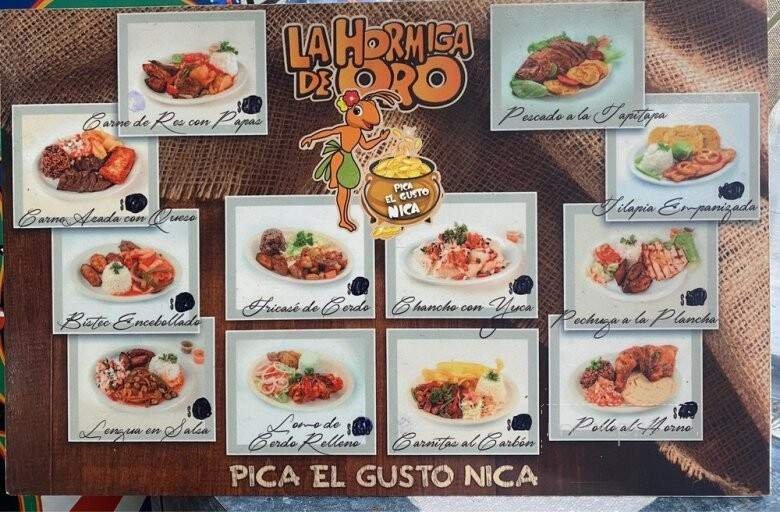 LA HORMIGA
DE ORO
PICA
EL GUSTO
NICA
Carne de Res con Papas
$
Pescado a la Tapitapa
Carne Azada con Queso
Tilapia Empanizada
$
Bistec Encebollado
$
Fricasé de Cerdo
$
Chancho con Yuca
$
Pechuga a la Plancha
$
Lengua en Salsa
$
Lomo de
Cerdo Relleno
$
Carnitas al Carbón
$
Pollo al Horno
$
PICA EL GUSTO NICA